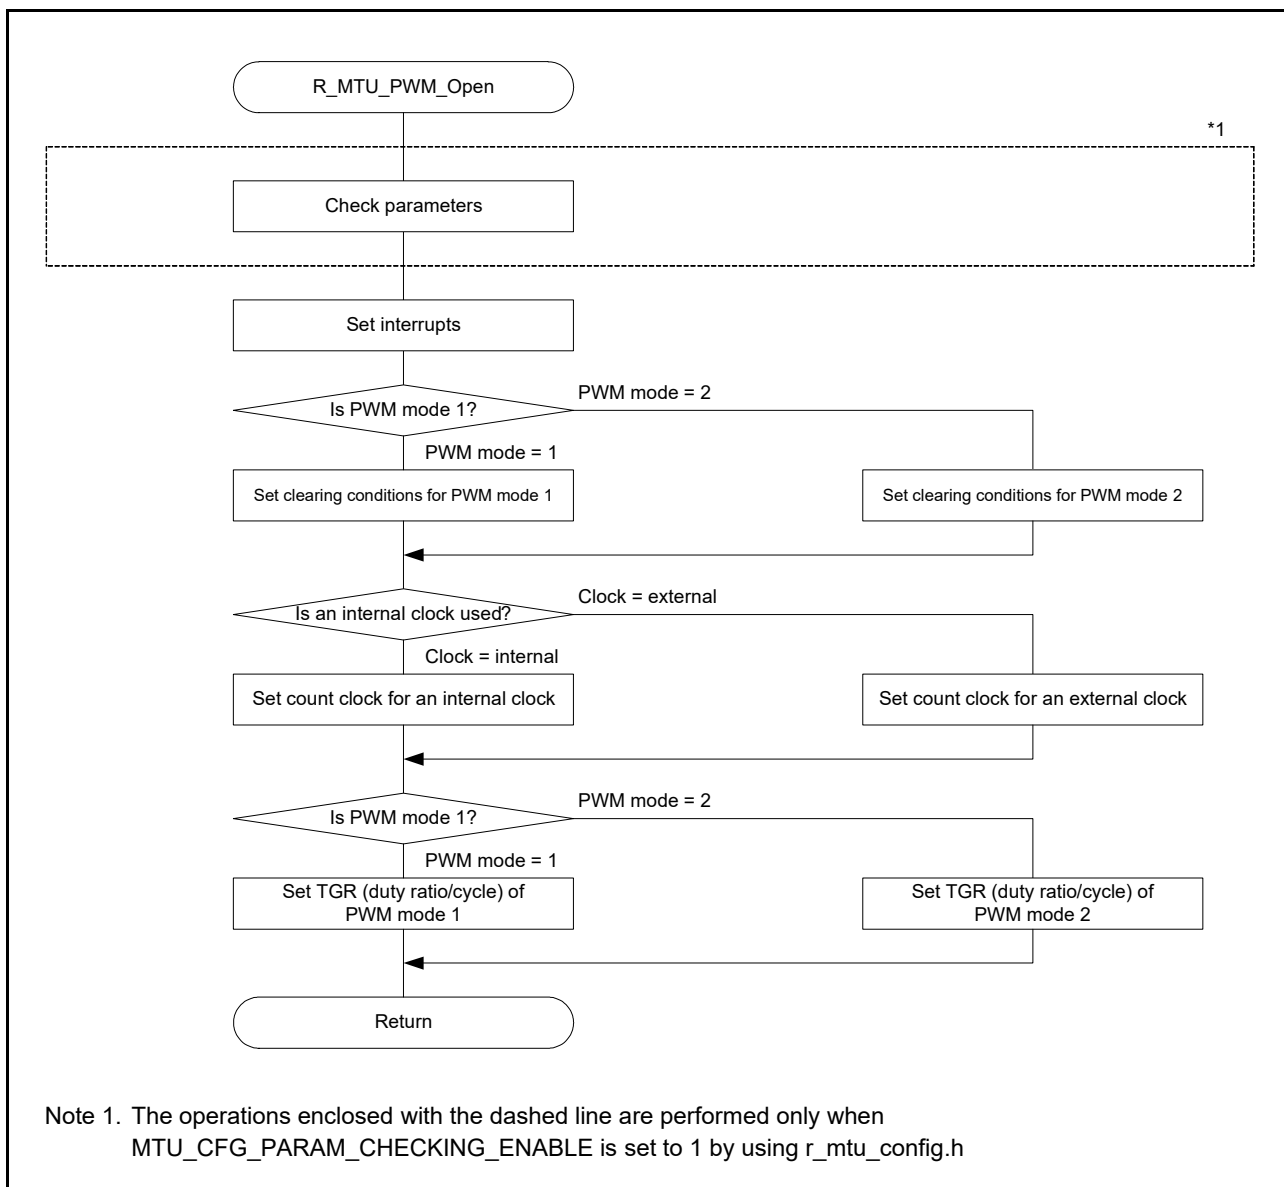 R_MTU_PWM_Open
*1
Check parameters
Set interrupts
Is PWM mode 1?
PWM mode = 2
PWM mode = 1
Set clearing conditions for PWM mode 1
Set clearing conditions for PWM mode 2
Is an internal clock used?
Clock = external
Clock = internal
Set count clock for an internal clock
Set count clock for an external clock
Is PWM mode 1?
PWM mode = 2
PWM mode = 1
Set TGR (duty ratio/cycle) of
PWM mode 1
Set TGR (duty ratio/cycle) of
PWM mode 2
Return
Note 1. The operations enclosed with the dashed line are performed only when
MTU_CFG_PARAM_CHECKING_ENABLE is set to 1 by using r_mtu_config.h